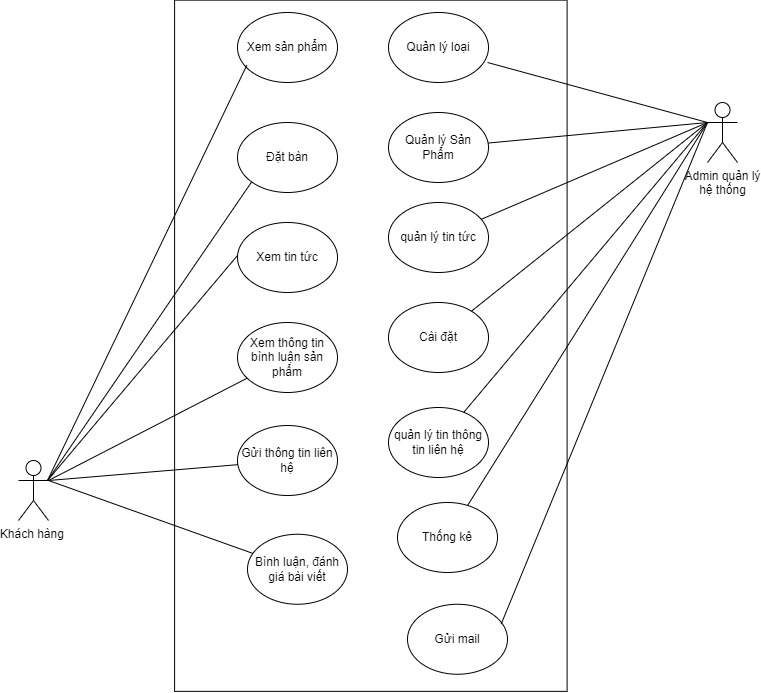 Xem sản phẩm
Quản lý loại
Đặt bàn
Quản lý Sản
Phẩm
Admin quản lý
hệ thống
Xem tin tức
quản lý tin tức
Xem thông tin
bình luận sản
phẩm
Cài đặt
Gửi thông tin liên
hệ
quản lý tin thông
tin liên hệ
Khách hàng
Bình luận, đánh
giá bài viết
Thống kê
Gửi mail